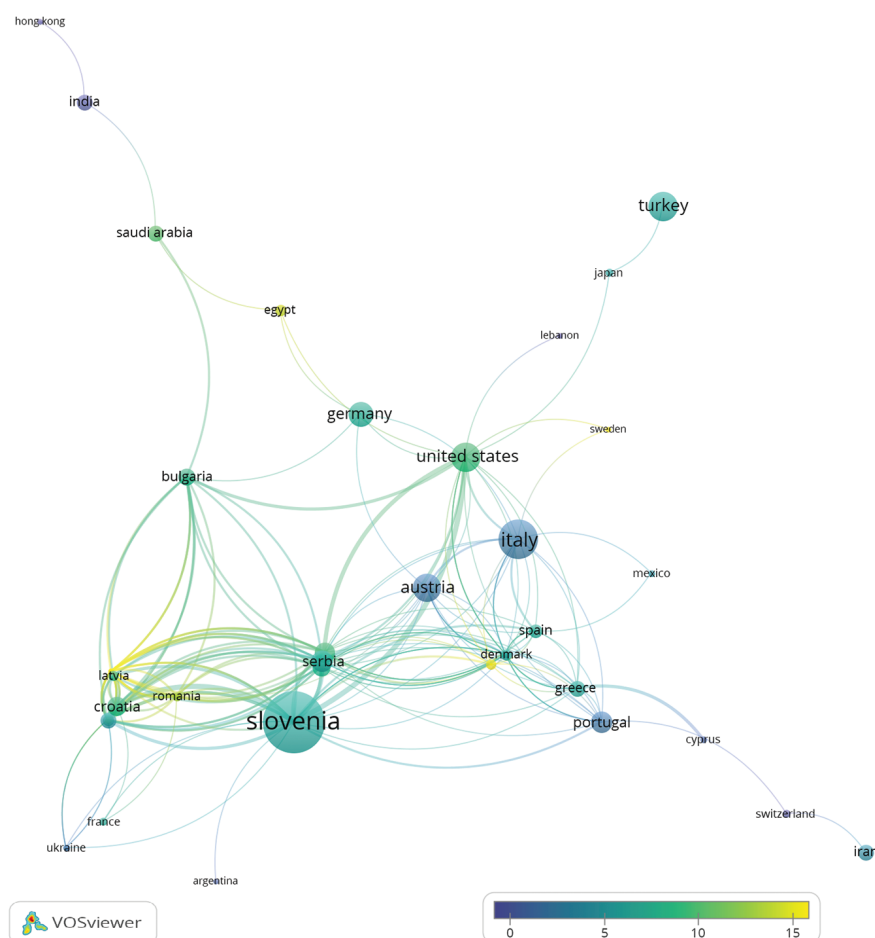 hong kong
india
turkey
saudi arabia
japan
egypt
lebanon
germany
sweden
united states
bulgaria
italy
mexico
austria
spain
denmark
serbia
latvia
greece
romania
croatia
slovenia
portugal
cyprus
switzerland
france
ukraine
iran
argentina
VOSviewer
0 5 10 15